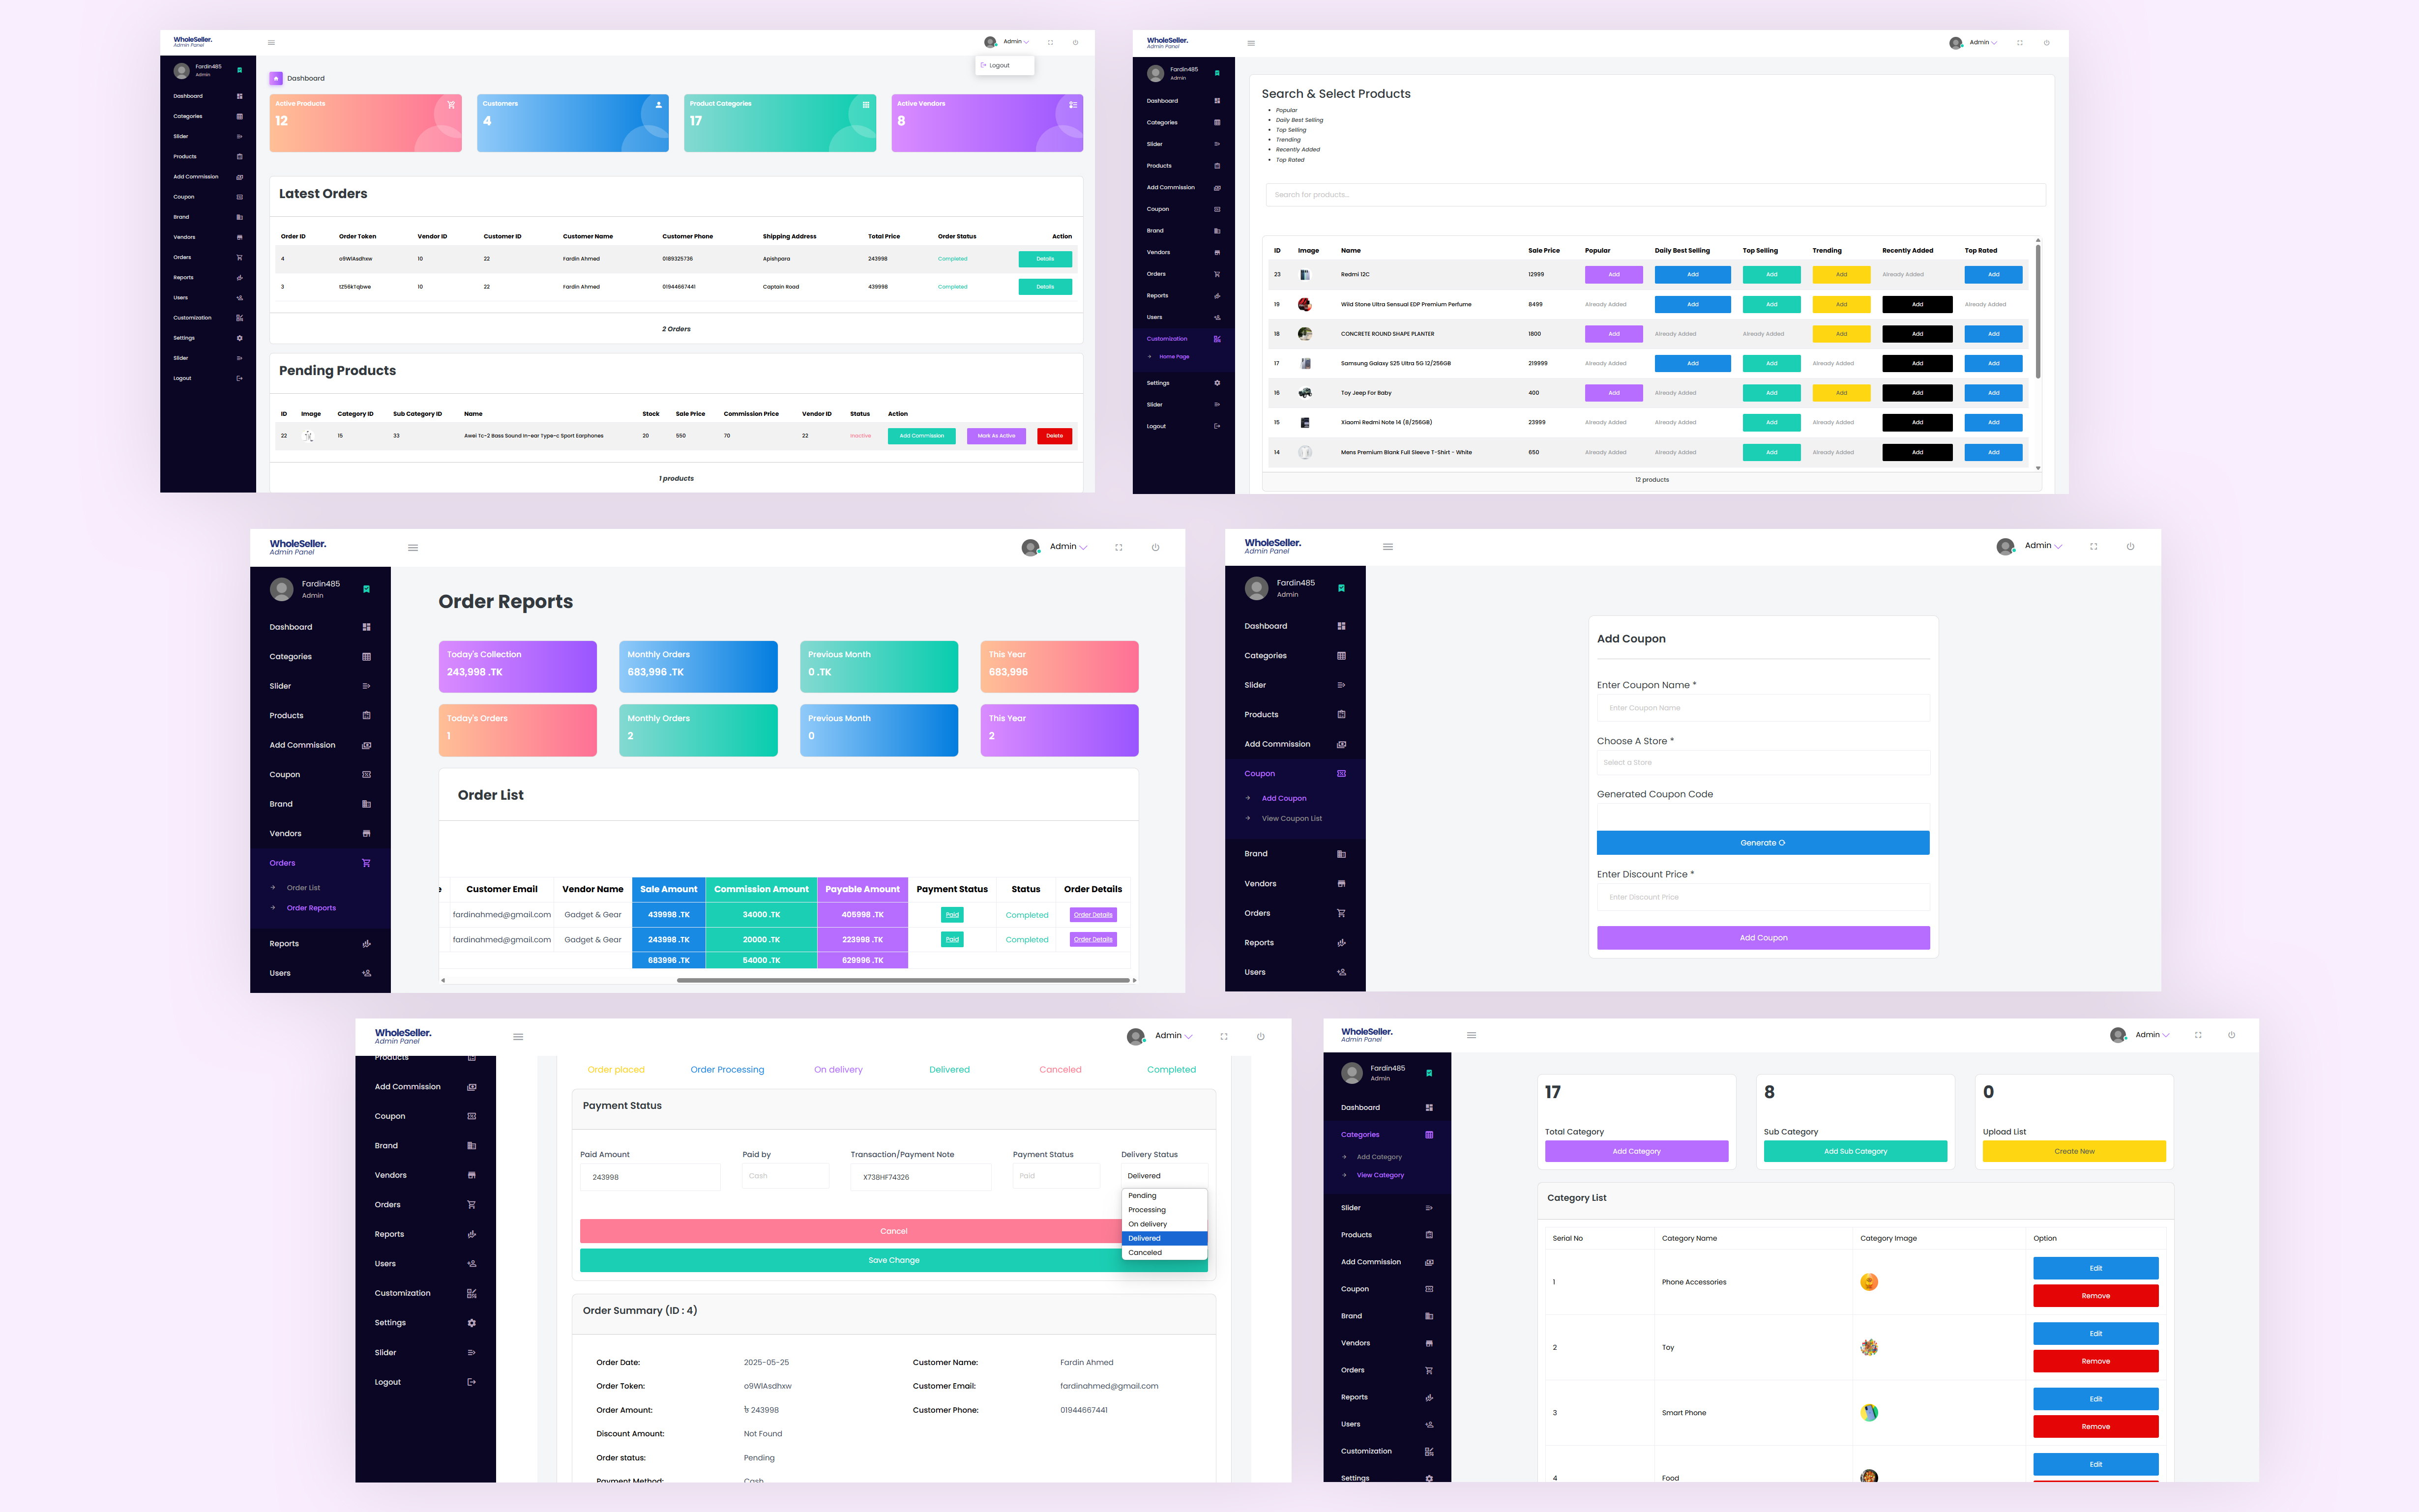 WholeSeller.
Admin Panel
Admin
Logout
Fardin485
Admin
Dashboard
Categories
Slider
Products
Add Commission
Coupon
Brand
Vendors
Orders
Reports
Users
Customization
Settings
Slider
Logout
Dashboard
Active Products
12
Customers
4
Product Categories
17
Active Vendors
8
Latest Orders
Order ID Order Token Vendor ID Customer ID Customer Name Customer Phone Shipping Address Total Price Order Status Action
4 o9WlAsdhxw 10 22 Fardin Ahmed 0189325736 Apishpara 243998 Completed Details
3 tZ56kTqbwe 10 22 Fardin Ahmed 01944667441 Captain Road 439998 Completed Details
2 Orders
Pending Products
ID Image Category ID Sub Category ID Name Stock Sale Price Commission Price Vendor ID Status Action
22 15 33 Awei Tc-2 Bass Sound In-ear Type-c Sport Earphones 20 550 70 22 Inactive Add Commission Mark As Active Delete
1 products
WholeSeller.
Admin Panel
Admin
Fardin485
Admin
Dashboard
Categories
Slider
Products
Add Commission
Coupon
Brand
Vendors
Orders
Reports
Users
Customization
Home Page
Settings
Slider
Logout
Search & Select Products
Popular
Daily Best Selling
Top Selling
Trending
Recently Added
Top Rated
Search for products...
ID Image Name Sale Price Popular Daily Best Selling Top Selling Trending Recently Added Top Rated
23 Redmi 12C 12999 Add Add Add Add Already Added Add
19 Wild Stone Ultra Sensual EDP Premium Perfume 8499 Already Added Add Add Add Add Already Added
18 CONCRETE ROUND SHAPE PLANTER 1800 Add Already Added Already Added Add Add Add
17 Samsung Galaxy S25 Ultra 5G 12/256GB 219999 Already Added Add Add Already Added Add Add
16 Toy Jeep For Baby 400 Add Already Added Add Add Add Add
15 Xiaomi Redmi Note 14 (8/256GB) 23999 Already Added Already Added Add Already Added Add Add
14 Mens Premium Blank Full Sleeve T-Shirt - White 650 Already Added Already Added Add Already Added Add Add
12 products
WholeSeller.
Admin Panel
Admin
Fardin485
Admin
Dashboard
Categories
Slider
Products
Add Commission
Coupon
Brand
Vendors
Orders
Order List
Order Reports
Reports
Users
Order Reports
Today's Collection
243,998 .TK
Monthly Orders
683,996 .TK
Previous Month
0 .TK
This Year
683,996
Today's Orders
1
Monthly Orders
2
Previous Month
0
This Year
2
Order List
Customer Email Vendor Name Sale Amount Commission Amount Payable Amount Payment Status Status Order Details
fardinahmed@gmail.com Gadget & Gear 439998 .TK 34000 .TK 405998 .TK Paid Completed Order Details
fardinahmed@gmail.com Gadget & Gear 243998 .TK 20000 .TK 223998 .TK Paid Completed Order Details
683996 .TK 54000 .TK 629996 .TK
WholeSeller.
Admin Panel
Admin
Fardin485
Admin
Dashboard
Categories
Slider
Products
Add Commission
Coupon
Add Coupon
View Coupon List
Brand
Vendors
Orders
Reports
Users
Add Coupon
Enter Coupon Name *
Enter Coupon Name
Choose A Store *
Select a Store
Generated Coupon Code
Generate
Enter Discount Price *
Enter Discount Price
Add Coupon
WholeSeller.
Admin Panel
Admin
Products
Add Commission
Coupon
Brand
Vendors
Orders
Reports
Users
Customization
Settings
Slider
Logout
Order placed Order Processing On delivery Delivered Canceled Completed
Payment Status
Paid Amount Paid by Transaction/Payment Note Payment Status Delivery Status
243998 Cash X738HF74326 Paid Delivered
Pending
Processing
On delivery
Delivered
Canceled
Cancel
Save Change
Order Summary (ID : 4)
Order Date: 2025-05-25 Customer Name: Fardin Ahmed
Order Token: o9WlAsdhxw Customer Email: fardinahmed@gmail.com
Order Amount: ৳ 243998 Customer Phone: 01944667441
Discount Amount: Not Found
Order status: Pending
Payment Method: Cash
WholeSeller.
Admin Panel
Admin
Fardin485
Admin
Dashboard
Categories
Add Category
View Category
Slider
Products
Add Commission
Coupon
Brand
Vendors
Orders
Reports
Users
Customization
Settings
17
Total Category
Add Category
8
Sub Category
Add Sub Category
0
Upload List
Create New
Category List
Serial No Category Name Category Image Option
1 Phone Accessories Edit
Remove
2 Toy Edit
Remove
3 Smart Phone Edit
Remove
4 Food Edit